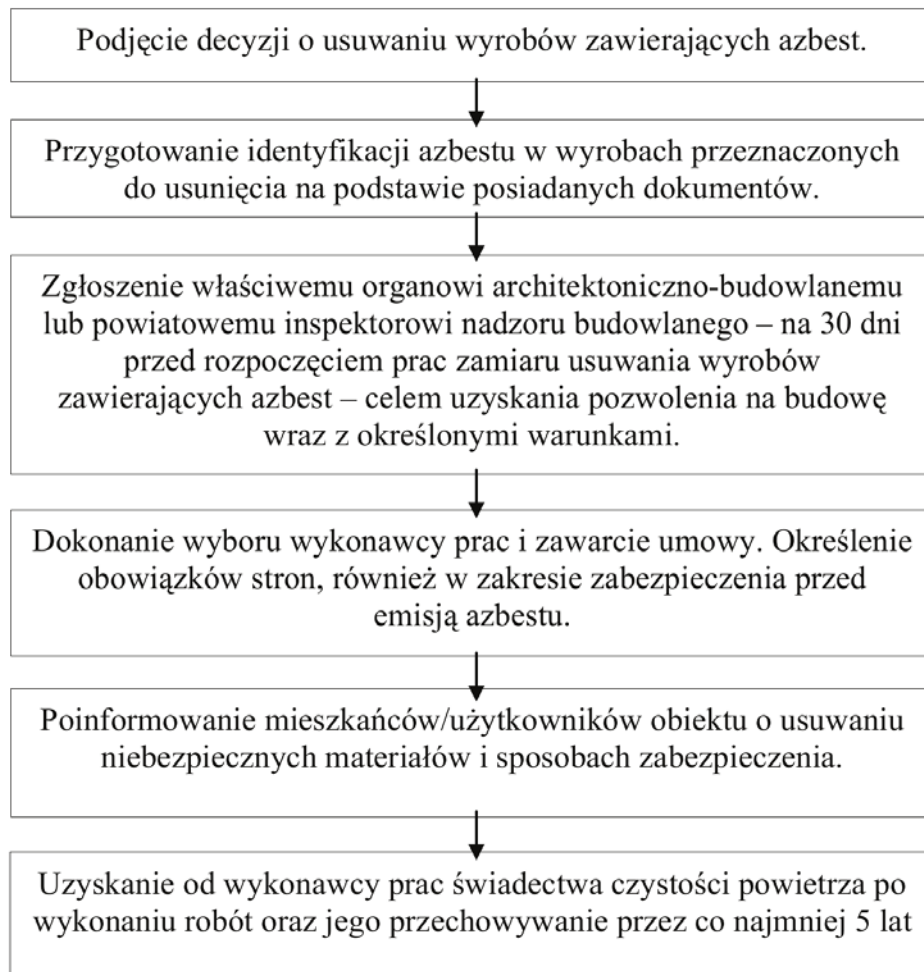 Podjęcie decyzji o usuwaniu wyrobów zawierających azbest.
Przygotowanie identyfikacji azbestu w wyrobach przeznaczonych
do usunięcia na podstawie posiadanych dokumentów.
Zgłoszenie właściwemu organowi architektoniczno-budowlanemu
lub powiatowemu inspektorowi nadzoru budowlanego – na 30 dni
przed rozpoczęciem prac zamiaru usuwania wyrobów
zawierających azbest – celem uzyskania pozwolenia na budowę
wraz z określonymi warunkami.
Dokonanie wyboru wykonawcy prac i zawarcie umowy. Określenie
obowiązków stron, również w zakresie zabezpieczenia przed
emisją azbestu.
Poinformowanie mieszkańców/użytkowników obiektu o usuwaniu
niebezpiecznych materiałów i sposobach zabezpieczenia.
Uzyskanie od wykonawcy prac świadectwa czystości powietrza po
wykonaniu robót oraz jego przechowywanie przez co najmniej 5 lat